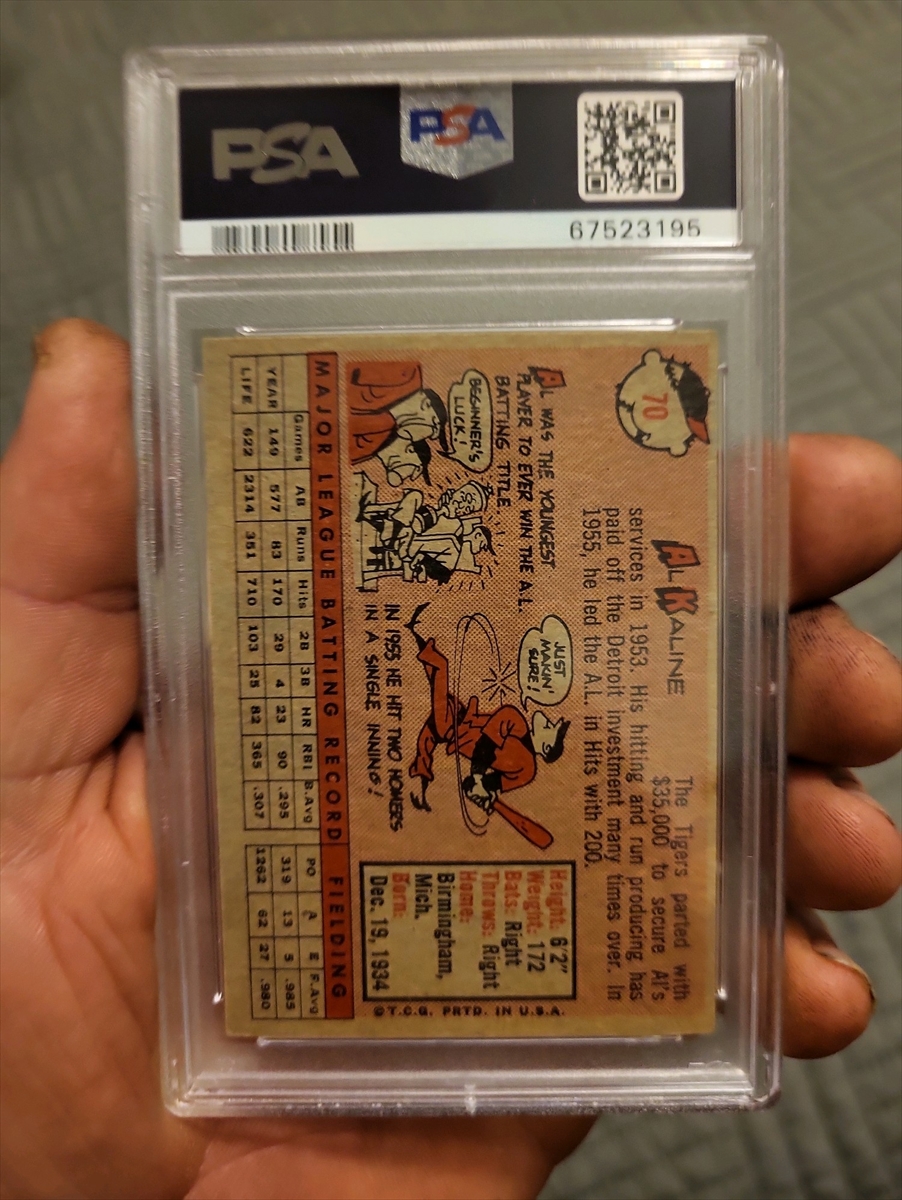 PSA
PSA
67523195
70
AL KALINE
The Tigers parted with
$35,000 to secure Al's
services in 1953. His hitting and run producing has
paid off the Detroit investment many times over. In
1955, he led the A.L. in Hits with 200.
AL WAS THE YOUNGEST
PLAYER TO EVER WIN THE A.L.
BATTING TITLE...
BEGINNER'S
LUCK!
JUST
MAKIN'
SURE!
IN 1955 HE HIT TWO HOMERS
IN A SINGLE INNING!
Height: 6'2"
Weight: 172
Bats: Right
Throws: Right
Home:
Birmingham,
Mich.
Born:
Dec. 19, 1934
©T.C.G. PRTD. IN U.S.A.
MAJOR LEAGUE BATTING RECORD FIELDING
Games AB Runs Hits 2B 3B HR RBI B.Avg PO A E F.Avg
YEAR 149 577 83 170 29 4 23 90 .295 319 13 5 .985
LIFE 622 2314 351 710 103 25 82 365 .307 1262 62 27 .980